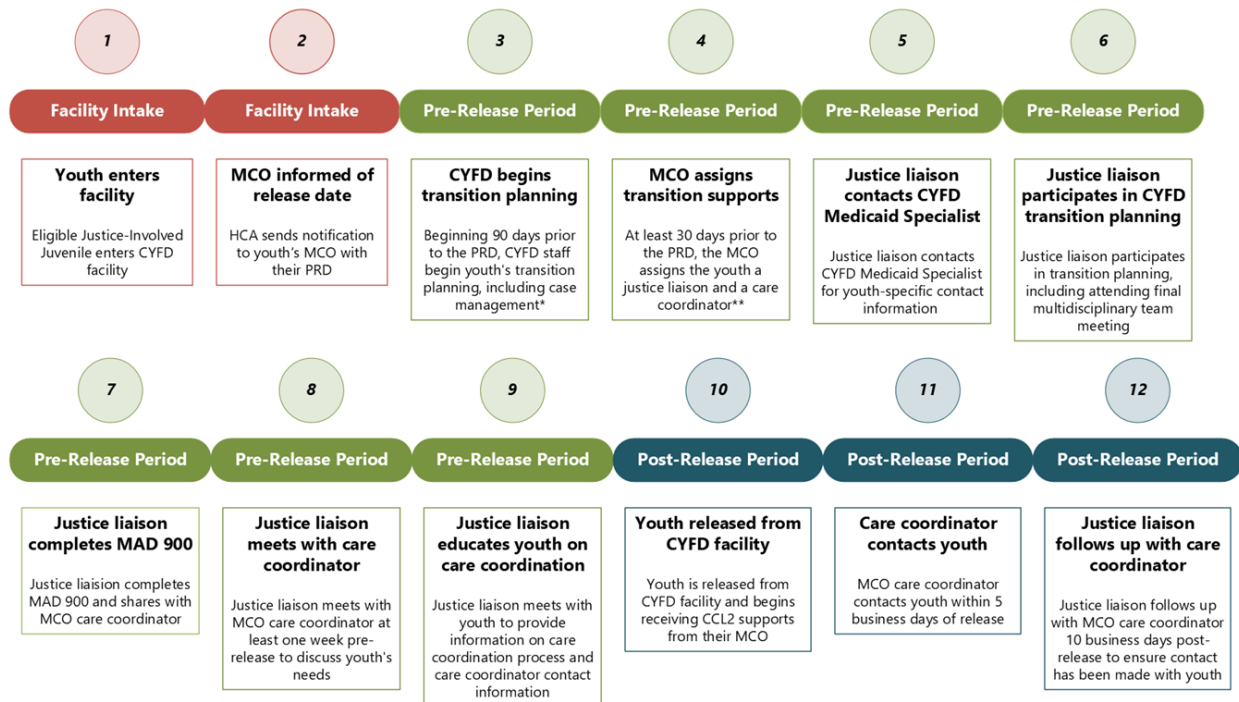 1
2
3
4
5
6
Facility Intake
Facility Intake
Pre-Release Period
Pre-Release Period
Pre-Release Period
Pre-Release Period
Youth enters
facility
Eligible Justice-Involved
Juvenile enters CYFD
facility
MCO informed of
release date
HCA sends notification
to youth's MCO with
their PRD
CYFD begins
transition planning
Beginning 90 days prior
to the PRD, CYFD staff
begin youth's transition
planning, including case
management*
MCO assigns
transition supports
At least 30 days prior to
the PRD, the MCO
assigns the youth a
justice liaison and a care
coordinator**
Justice liaison
contacts CYFD
Medicaid Specialist
Justice liaison contacts
CYFD Medicaid Specialist
for youth-specific contact
information
Justice liaison
participates in CYFD
transition planning
Justice liaison participates
in transition planning,
including attending final
multidisciplinary team
meeting
7
8
9
10
11
12
Pre-Release Period
Pre-Release Period
Pre-Release Period
Post-Release Period
Post-Release Period
Post-Release Period
Justice liaison
completes MAD 900
Justice liaision completes
MAD 900 and shares with
MCO care coordinator
Justice liaison
meets with care
coordinator
Justice liaison meets with
MCO care coordinator at
least one week pre-
release to discuss youth's
needs
Justice liaison
educates youth on
care coordination
Justice liaison meets with
youth to provide
information on care
coordination process and
care coordinator contact
information
Youth released from
CYFD facility
Youth is released from
CYFD facility and begins
receiving CCL2 supports
from their MCO
Care coordinator
contacts youth
MCO care coordinator
contacts youth within 5
business days of release
Justice liaison
follows up with care
coordinator
Justice liaison follows up
with MCO care coordinator
10 business days post-
release to ensure contact
has been made with youth